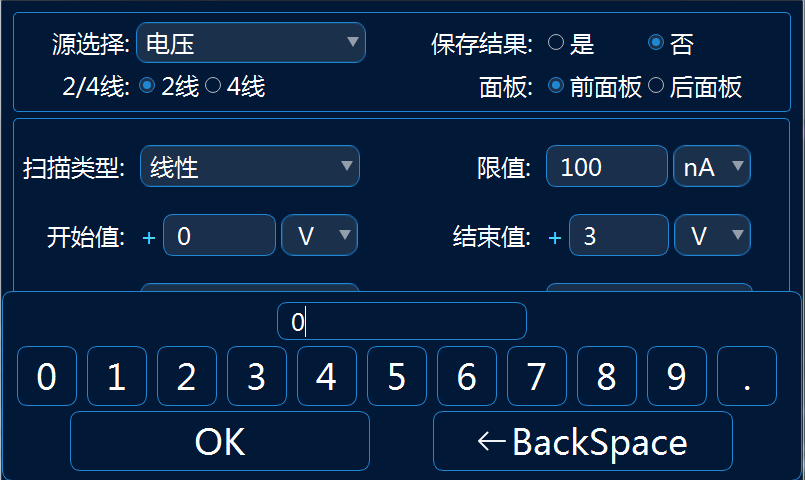 源选择: 电压 保存结果: 是 否
2/4线: 2线 4线 面板: 前面板 后面板
扫描类型: 线性 限值: 100 nA
开始值: + 0 V 结束值: + 3 V
0
0 1 2 3 4 5 6 7 8 9 .
OK ←BackSpace